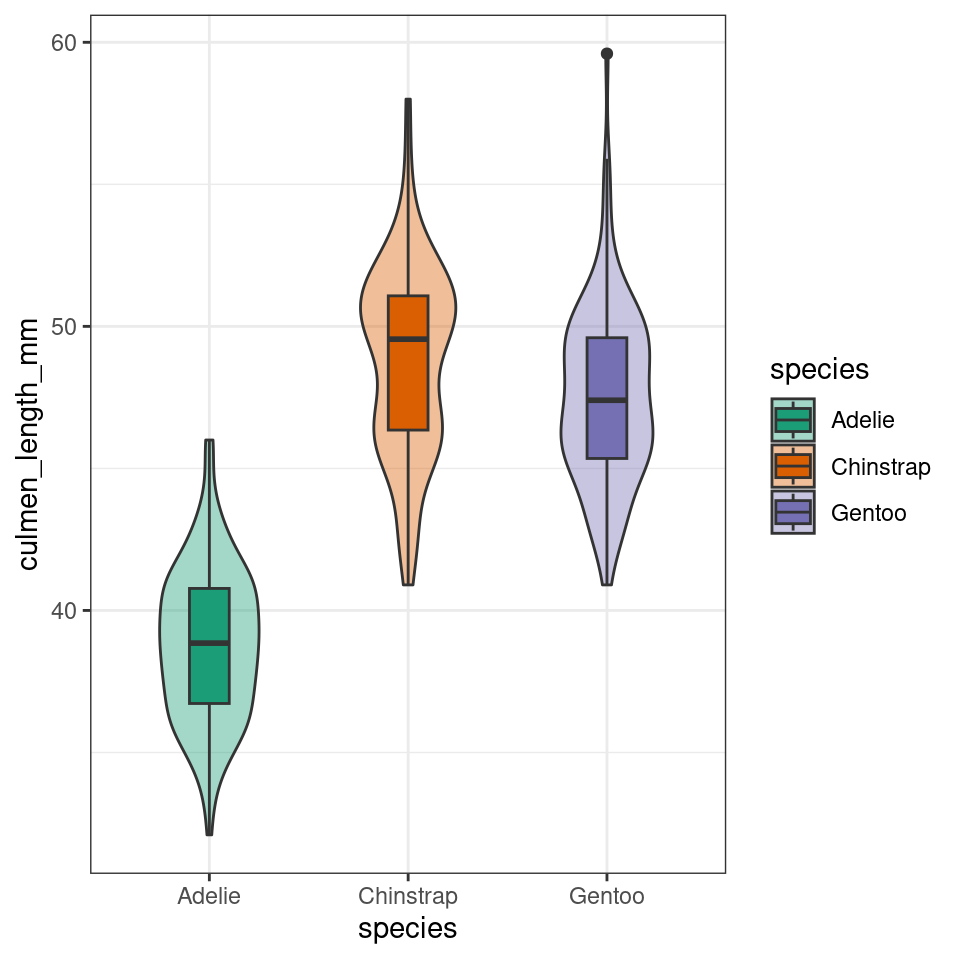 60
50
40
culmen_length_mm
Adelie
Chinstrap
Gentoo
species
species
Adelie
Chinstrap
Gentoo